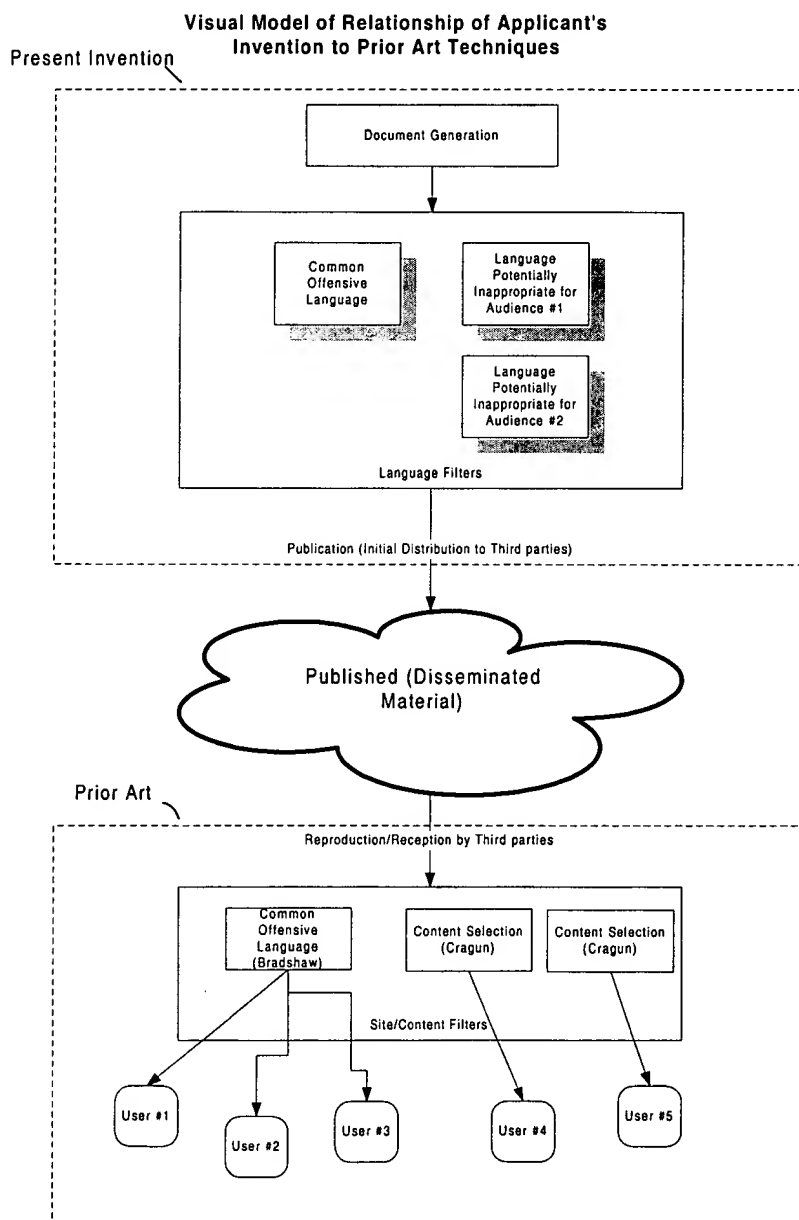 Visual Model of Relationship of Applicant's
Invention to Prior Art Techniques
Present Invention
Document Generation
Common
Offensive
Language
Language
Potentially
Inappropriate for
Audience #1
Language
Potentially
Inappropriate for
Audience #2
Language Filters
Publication (Initial Distribution to Third parties)
Published (Disseminated
Material)
Prior Art
Reproduction/Reception by Third parties
Common
Offensive
Language
(Bradshaw)
Content Selection
(Cragun)
Content Selection
(Cragun)
Site/Content Filters
User #1
User #2
User #3
User #4
User #5